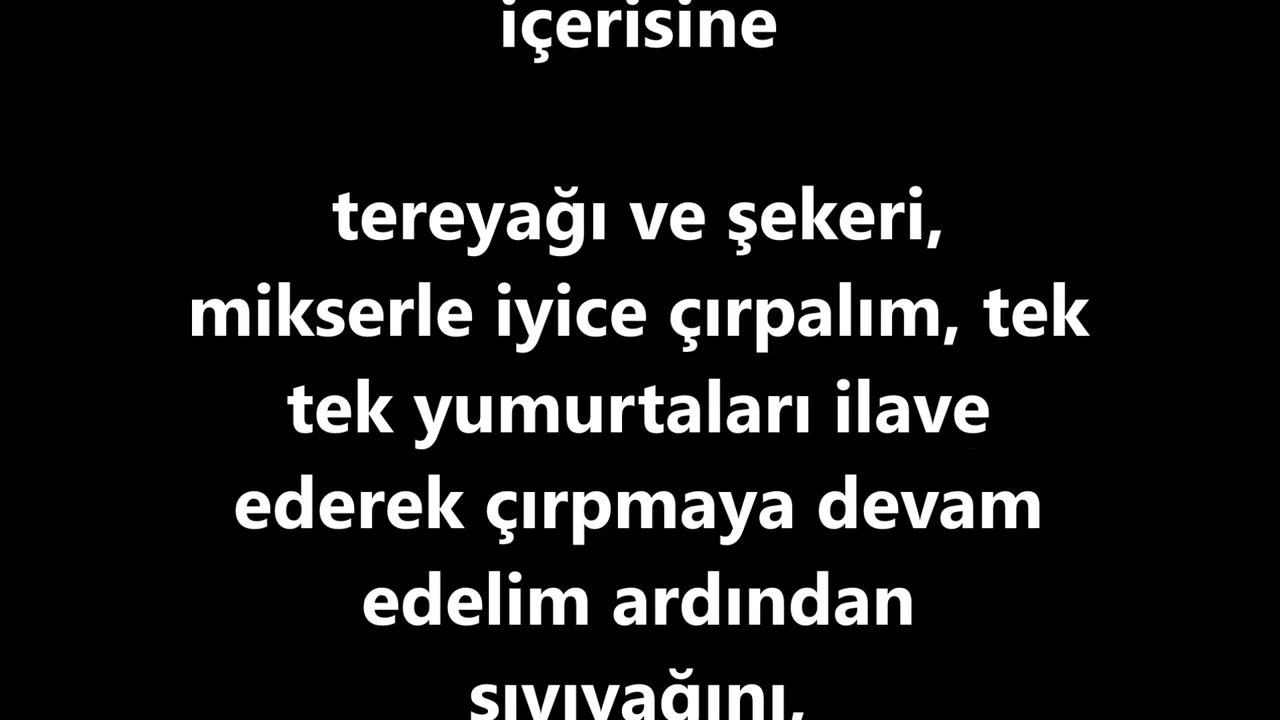 içerisine
tereyağı ve şekeri,
mikserle iyice çırpalım, tek
tek yumurtaları ilave
ederek çırpmaya devam
edelim ardından
sıvıyağını,